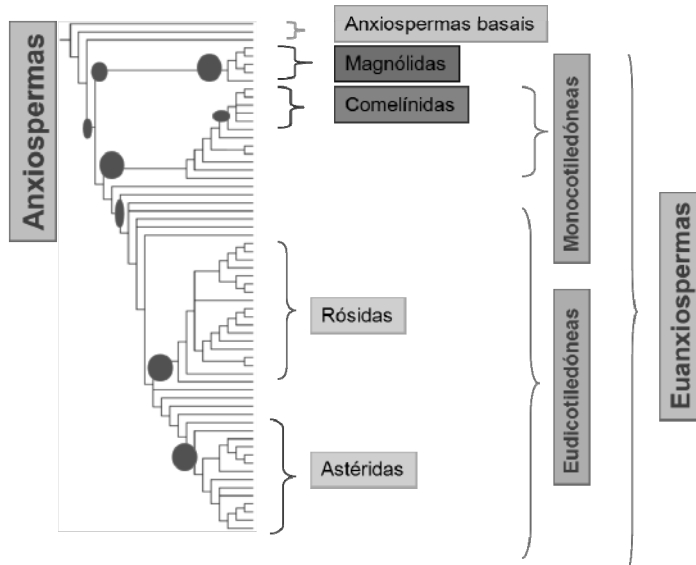 Anxiospermas
Anxiospermas basais
Magnólidas
Comelínidas
Monocotiledóneas
Rósidas
Eudicotiledóneas
Astéridas
Euanxiospermas